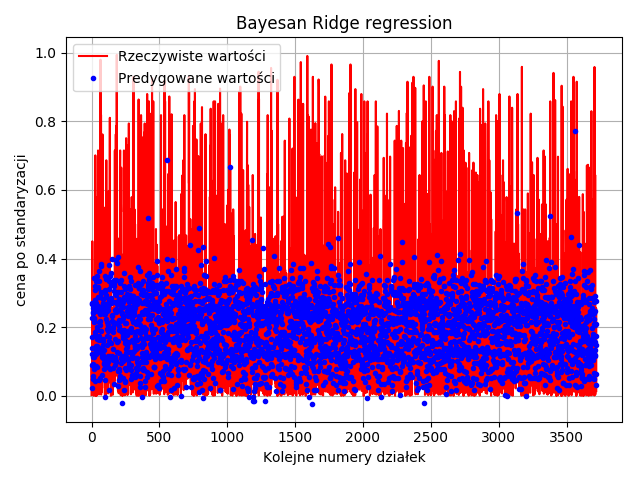 Bayesan Ridge regression
Rzeczywiste wartości
Predygowane wartości
cena po standaryzacji
1.0
0.8
0.6
0.4
0.2
0.0
0 500 1000 1500 2000 2500 3000 3500
Kolejne numery działek